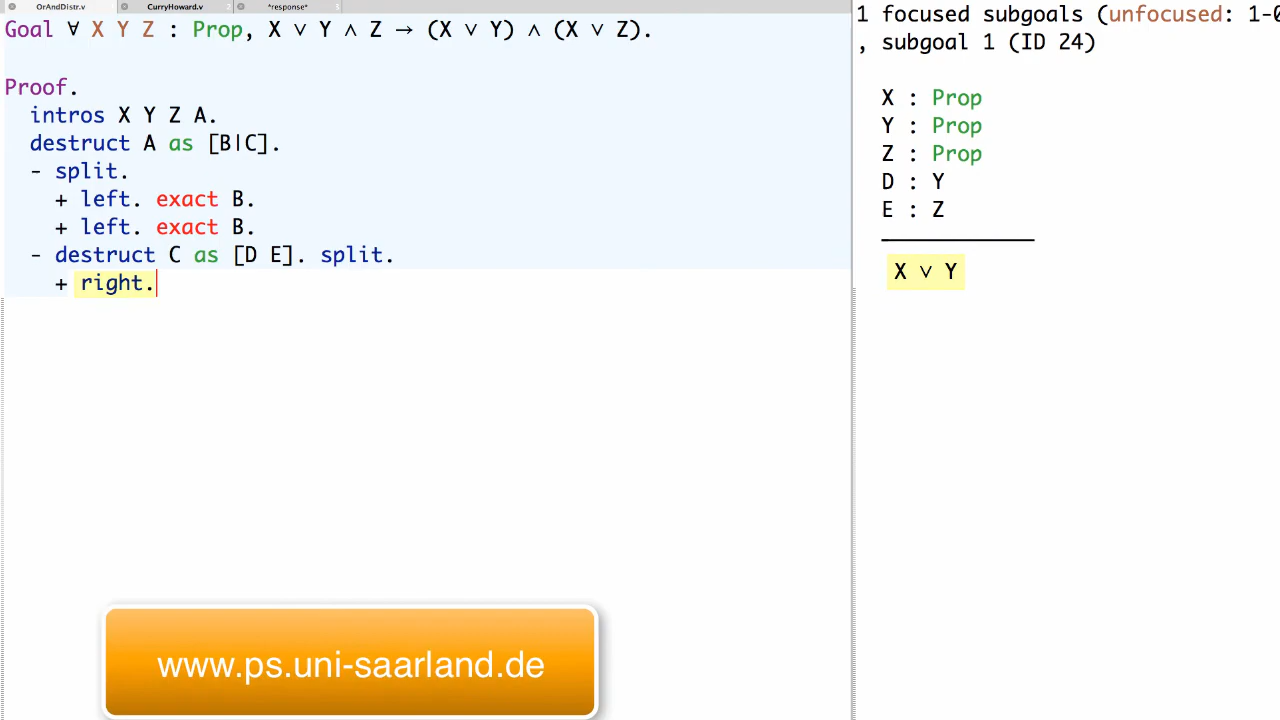 OrAndDistr.v
CurryHoward.v
*response*
Goal ∀ X Y Z : Prop, X ∨ Y ∧ Z → (X ∨ Y) ∧ (X ∨ Z).
Proof.
intros X Y Z A.
destruct A as [B|C].
- split.
+ left. exact B.
+ left. exact B.
- destruct C as [D E]. split.
+ right.
1 focused subgoals (unfocused: 1-0
, subgoal 1 (ID 24)
X : Prop
Y : Prop
Z : Prop
D : Y
E : Z
X ∨ Y
www.ps.uni-saarland.de